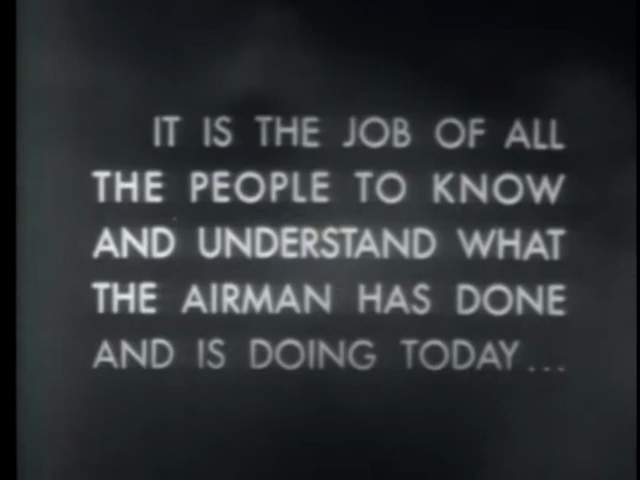 IT IS THE JOB OF ALL
THE PEOPLE TO KNOW
AND UNDERSTAND WHAT
THE AIRMAN HAS DONE
AND IS DOING TODAY...